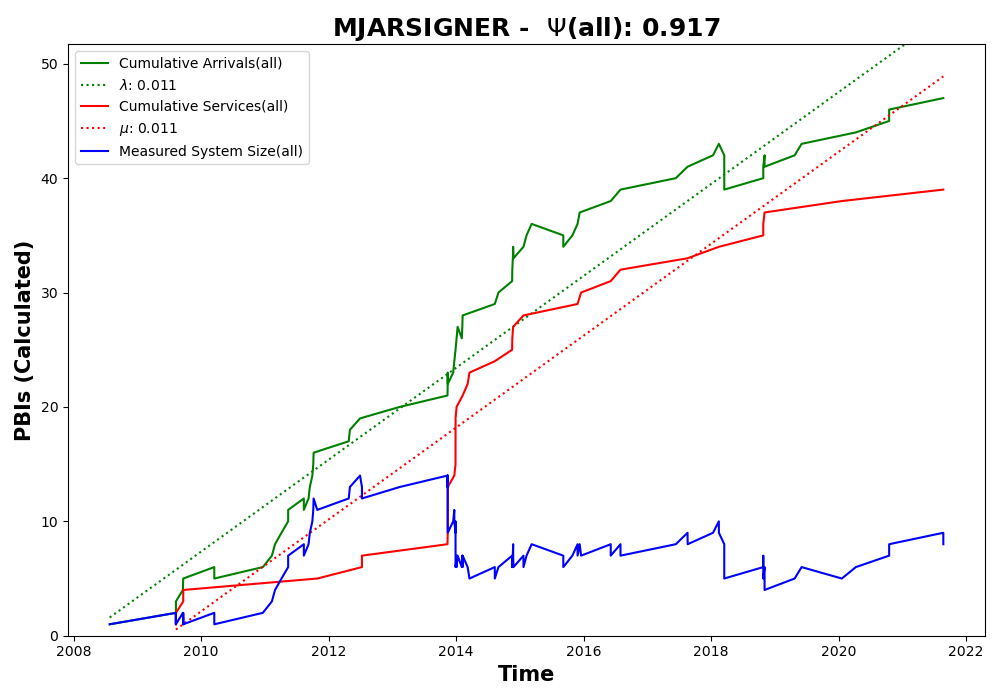 MJARSIGNER - Ψ(all): 0.917
Cumulative Arrivals(all)
λ: 0.011
Cumulative Services(all)
μ: 0.011
Measured System Size(all)
PBIs (Calculated)
50
40
30
20
10
0
2008 2010 2012 2014 2016 2018 2020 2022
Time